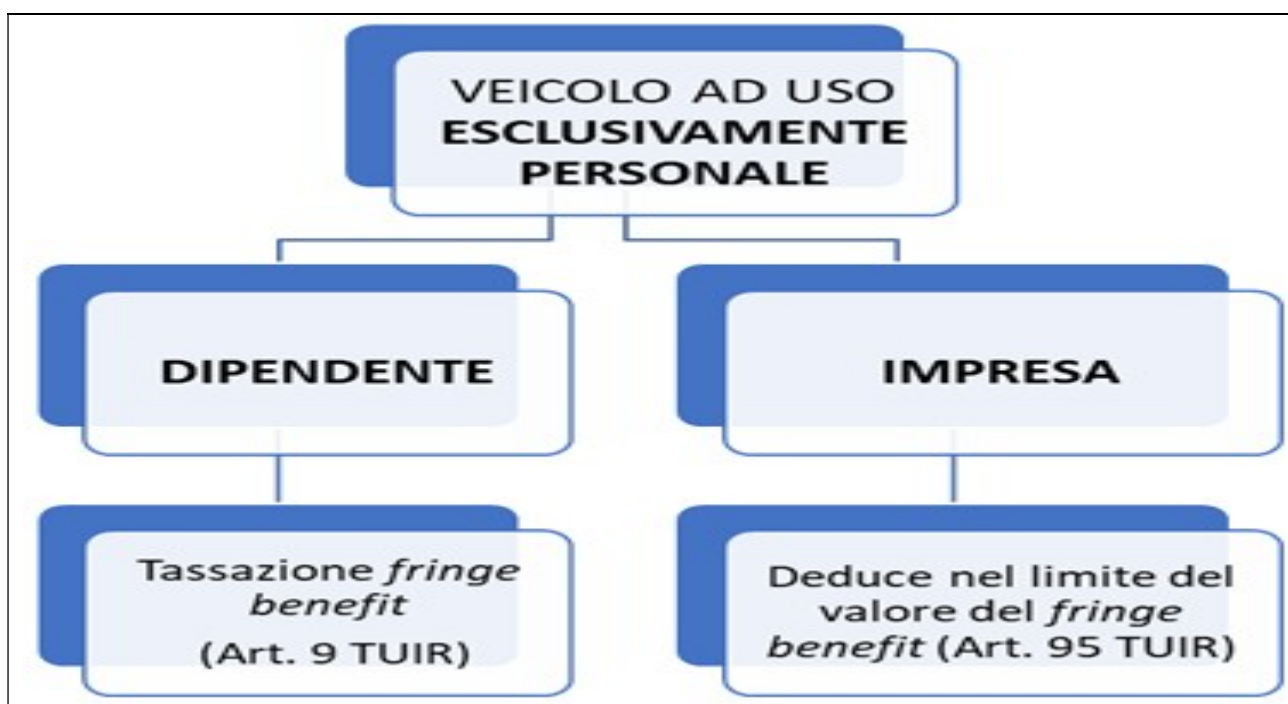 VEICOLO AD USO
ESCLUSIVAMENTE
PERSONALE
DIPENDENTE
IMPRESA
Tassazione fringe
benefit
(Art. 9 TUIR)
Deduce nel limite del
valore del fringe
benefit (Art. 95 TUIR)